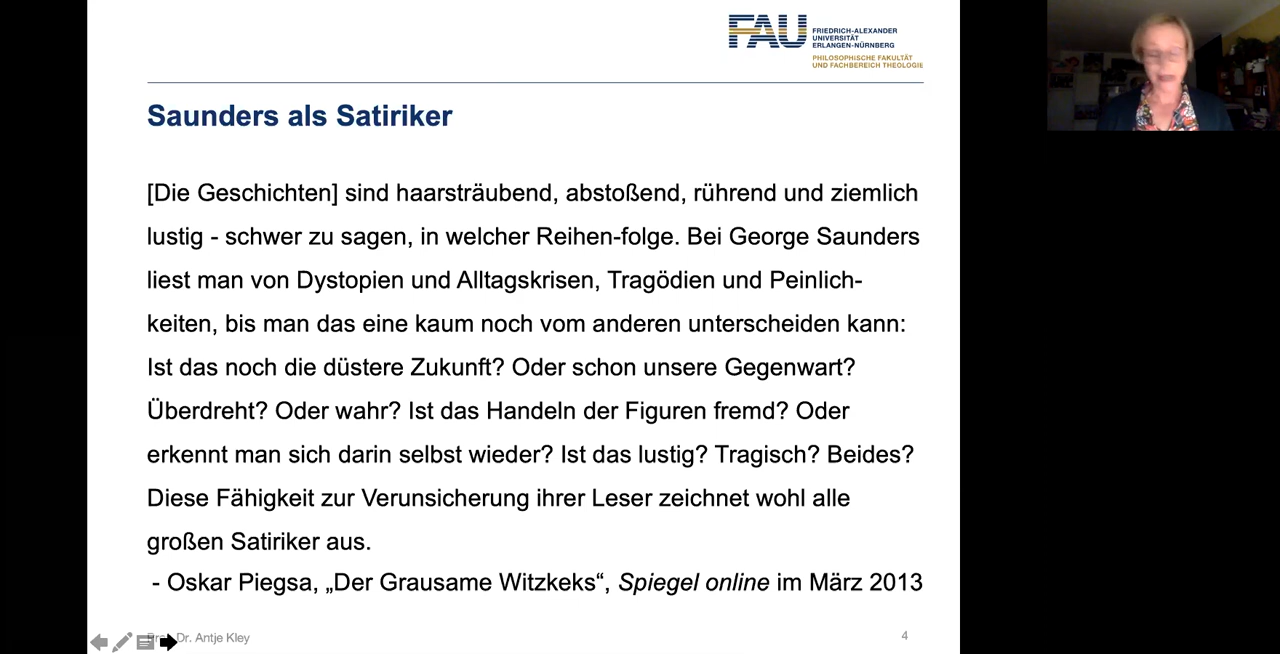 FAU
FRIEDRICH-ALEXANDER
UNIVERSITÄT
ERLANGEN-NÜRNBERG
PHILOSOPHISCHE FAKULTÄT
UND FACHBEREICH THEOLOGIE
Saunders als Satiriker
[Die Geschichten] sind haarsträubend, abstoßend, rührend und ziemlich
lustig - schwer zu sagen, in welcher Reihen-folge. Bei George Saunders
liest man von Dystopien und Alltagskrisen, Tragödien und Peinlich-
keiten, bis man das eine kaum noch vom anderen unterscheiden kann:
Ist das noch die düstere Zukunft? Oder schon unsere Gegenwart?
Überdreht? Oder wahr? Ist das Handeln der Figuren fremd? Oder
erkennt man sich darin selbst wieder? Ist das lustig? Tragisch? Beides?
Diese Fähigkeit zur Verunsicherung ihrer Leser zeichnet wohl alle
großen Satiriker aus.
- Oskar Piegsa, „Der Grausame Witzkeks“, Spiegel online im März 2013
Dr. Antje Kley
4